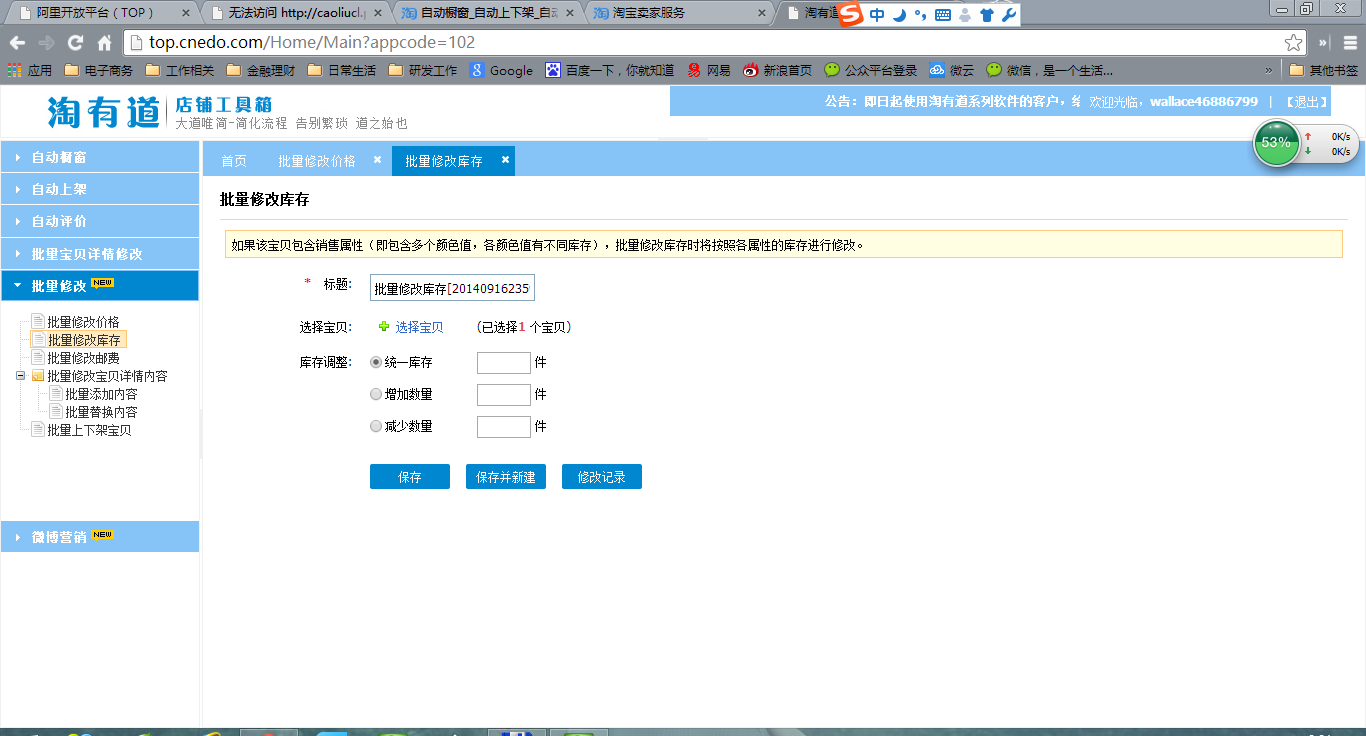 阿里开放平台（TOP）
无法访问 http://caoliucl.p
自动橱窗_自动上下架_自动
淘宝卖家服务
淘有道
中
top.cnedo.com/Home/Main?appcode=102
应用 电子商务 工作相关 金融理财 日常生活 研发工作 Google 百度一下，你就知道 网易 新浪首页 公众平台登录 微云 微信，是一个生活... » 其他书签
淘有道 店铺工具箱
大道唯简-简化流程 告别繁琐 道之始也
公告：即日起使用淘有道系列软件的客户， 欢迎光临，wallace46886799 | 【退出】
53% 0K/s
0K/s
自动橱窗
自动上架
自动评价
批量宝贝详情修改
批量修改 NEW
批量修改价格
批量修改库存
批量修改邮费
批量修改宝贝详情内容
批量添加内容
批量替换内容
批量上下架宝贝
微博营销 NEW
首页 批量修改价格 批量修改库存
批量修改库存
如果该宝贝包含销售属性（即包含多个颜色值，各颜色值有不同库存），批量修改库存时将按照各属性的库存进行修改。
* 标题: 批量修改库存[20140916235
选择宝贝: 选择宝贝 （已选择1 个宝贝）
库存调整: 统一库存 件
增加数量 件
减少数量 件
保存 保存并新建 修改记录